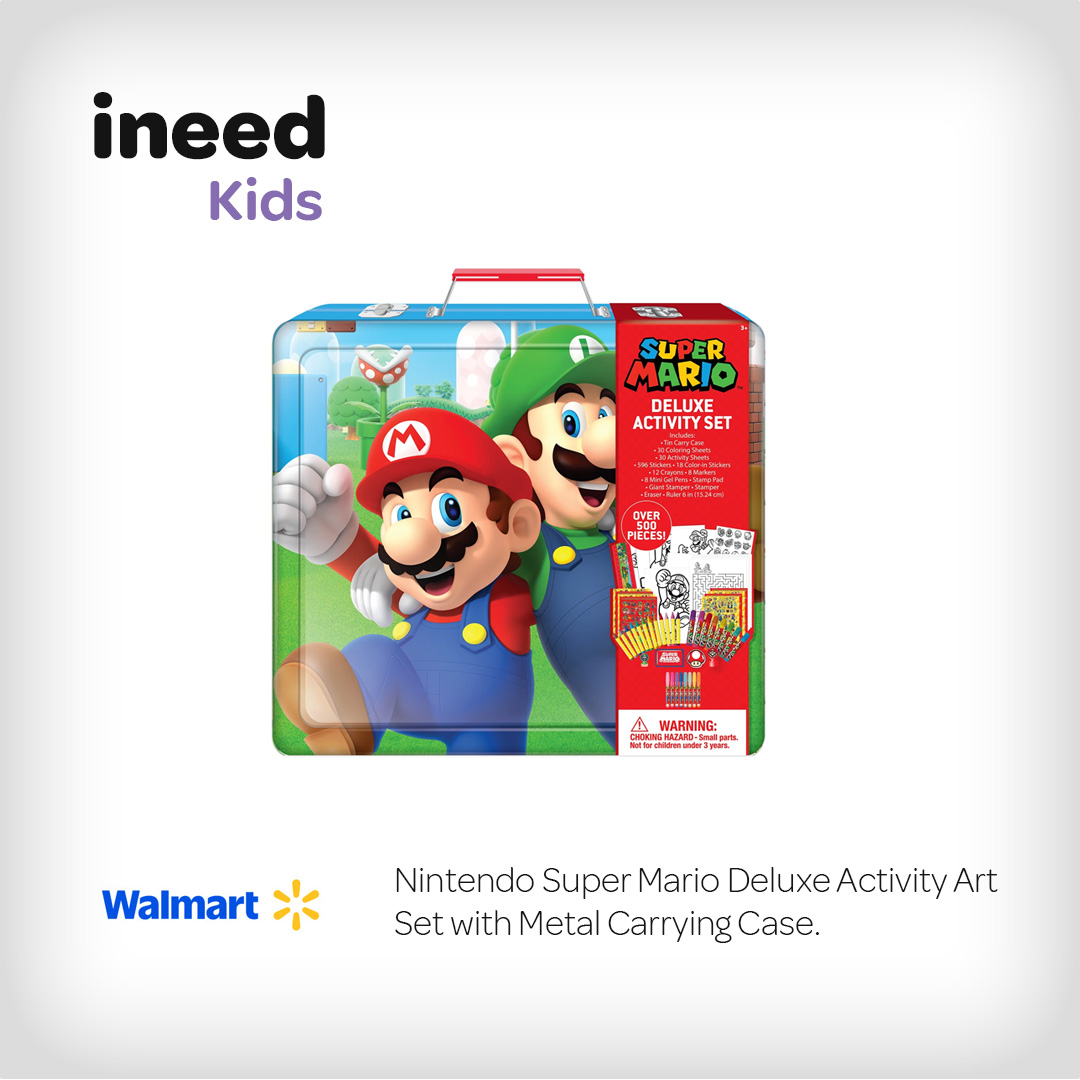 ineed
Kids
3+
SUPER
MARIO
DELUXE
ACTIVITY SET
Includes:
• Tin Carry Case
• 30 Coloring Sheets
• 30 Activity Sheets
• 596 Stickers • 18 Color-in Stickers
• 12 Crayons • 8 Markers
• 8 Mini Gel Pens • Stamp Pad
• Giant Stamper • Stamper
• Eraser • Ruler 6 in (15.24 cm)
OVER
500
PIECES!
M
L
SUPER
MARIO
WARNING:
CHOKING HAZARD - Small parts.
Not for children under 3 years.
Walmart
Nintendo Super Mario Deluxe Activity Art
Set with Metal Carrying Case.